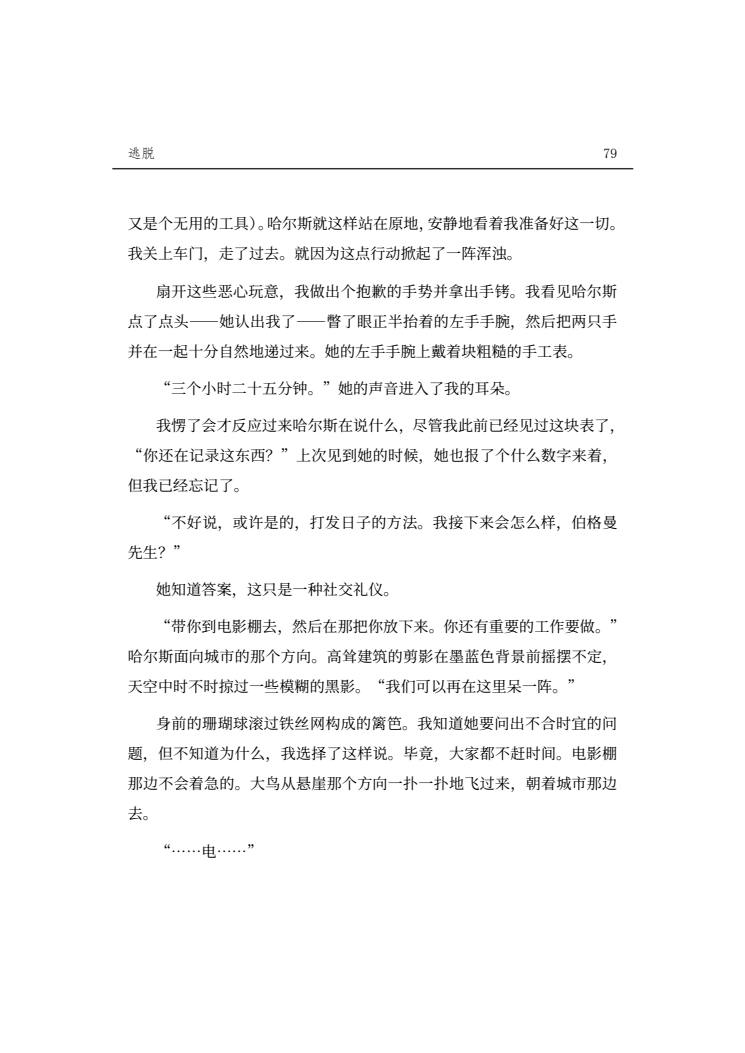 逃脱 79
又是个无用的工具）。哈尔斯就这样站在原地，安静地看着我准备好这一切。
我关上车门，走了过去。就因为这点行动掀起了一阵浑浊。
扇开这些恶心玩意，我做出个抱歉的手势并拿出手铐。我看见哈尔斯
点了点头——她认出我了——瞥了眼正半抬着的左手手腕，然后把两只手
并在一起十分自然地递过来。她的左手手腕上戴着块粗糙的手工表。
“三个小时二十五分钟。”她的声音进入了我的耳朵。
我愣了会才反应过来哈尔斯在说什么，尽管我此前已经见过这块表了，
“你还在记录这东西？”上次见到她的时候，她也报了个什么数字来着，
但我已经忘记了。
“不好说，或许是的，打发日子的方法。我接下来会怎么样，伯格曼
先生？”
她知道答案，这只是一种社交礼仪。
“带你到电影棚去，然后在那把你放下来。你还有重要的工作要做。”
哈尔斯面向城市的那个方向。高耸建筑的剪影在墨蓝色背景前摇摆不定，
天空中时不时掠过一些模糊的黑影。“我们可以再在这里呆一阵。”
身前的珊瑚球滚过铁丝网构成的篱笆。我知道她要问出不合时宜的问
题，但不知道为什么，我选择了这样说。毕竟，大家都不赶时间。电影棚
那边不会着急的。大鸟从悬崖那个方向一扑一扑地飞过来，朝着城市那边
去。
“……电……”